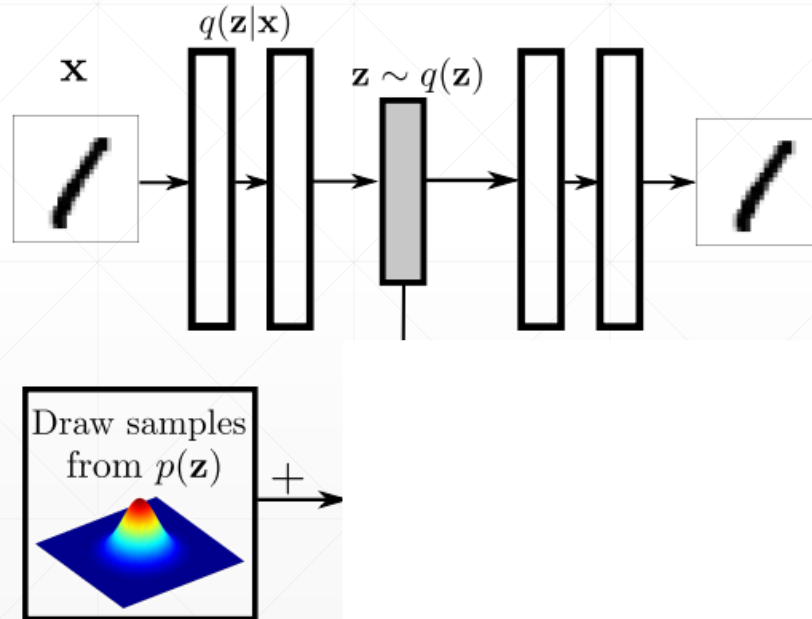 q(z|x)
x
z ∼ q(z)
Draw samples
from p(z)
+